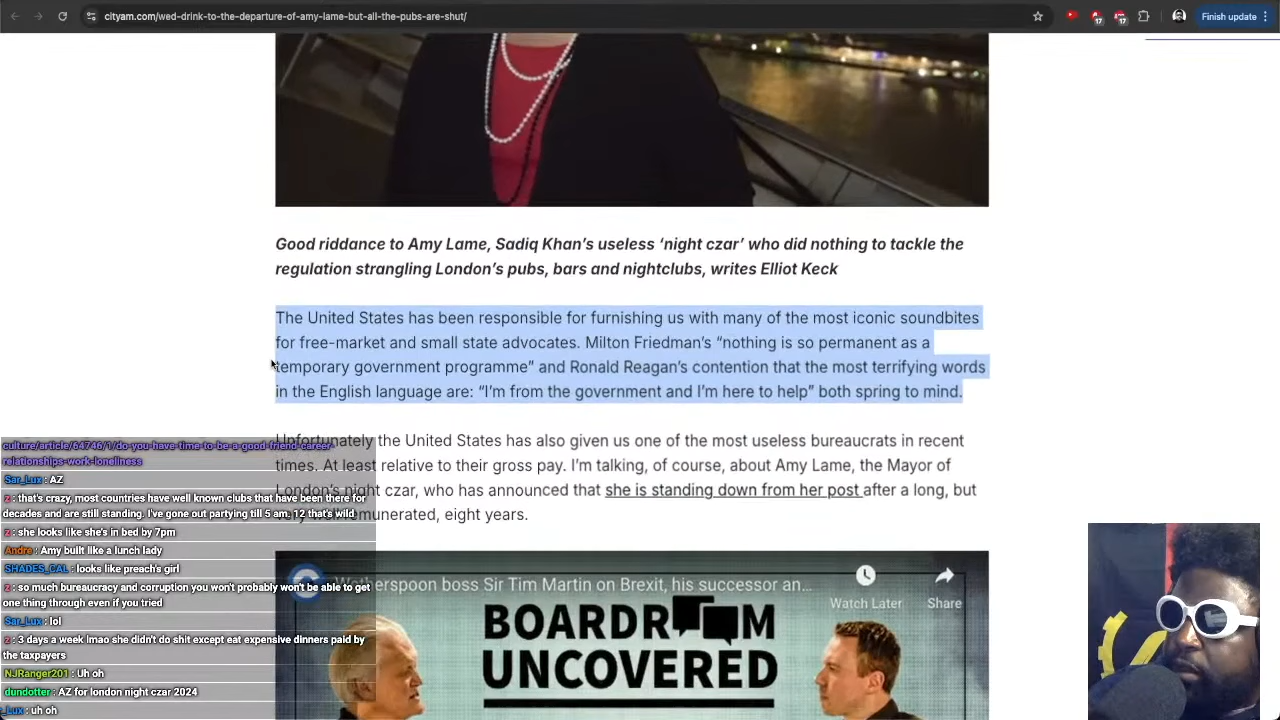 cityam.com/wed-drink-to-the-departure-of-amy-lame-but-all-the-pubs-are-shut/
17
17
Finish update
Good riddance to Amy Lame, Sadiq Khan's useless 'night czar' who did nothing to tackle the
regulation strangling London's pubs, bars and nightclubs, writes Elliot Keck
The United States has been responsible for furnishing us with many of the most iconic soundbites
for free-market and small state advocates. Milton Friedman's “nothing is so permanent as a
temporary government programme” and Ronald Reagan's contention that the most terrifying words
in the English language are: “I'm from the government and I'm here to help” both spring to mind.
Unfortunately the United States has also given us one of the most useless bureaucrats in recent
times. At least relative to their gross pay. I'm talking, of course, about Amy Lame, the Mayor of
London's night czar, who has announced that she is standing down from her post after a long, but
very well remunerated, eight years.
culture/article/64746/1/do-you-have-time-to-be-a-good-friend-career-
relationships-work-loneliness
Sar_Lux : AZ
z : that's crazy, most countries have well known clubs that have been there for
decades and are still standing. I've gone out partying till 5 am. 12 that's wild
z : she looks like she's in bed by 7pm
Andre : Amy built like a lunch lady
SHADES_CAL : looks like preach's girl
z : so much bureaucracy and corruption you won't probably won't be able to get
one thing through even if you tried
Sar_Lux : lol
z : 3 days a week lmao she didn't do shit except eat expensive dinners paid by
the taxpayers
NJRanger201 : Uh oh
dundotter : AZ for london night czar 2024
_Lux : uh oh
Wetherspoon boss Sir Tim Martin on Brexit, his successor an...
Watch Later
Share
BOARDROOM
UNCOVERED